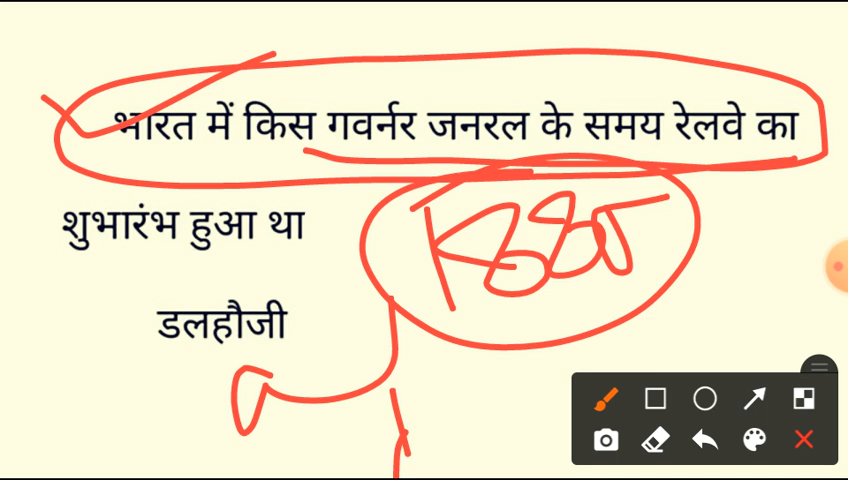 भारत में किस गवर्नर जनरल के समय रेलवे का
शुभारंभ हुआ था
डलहौजी